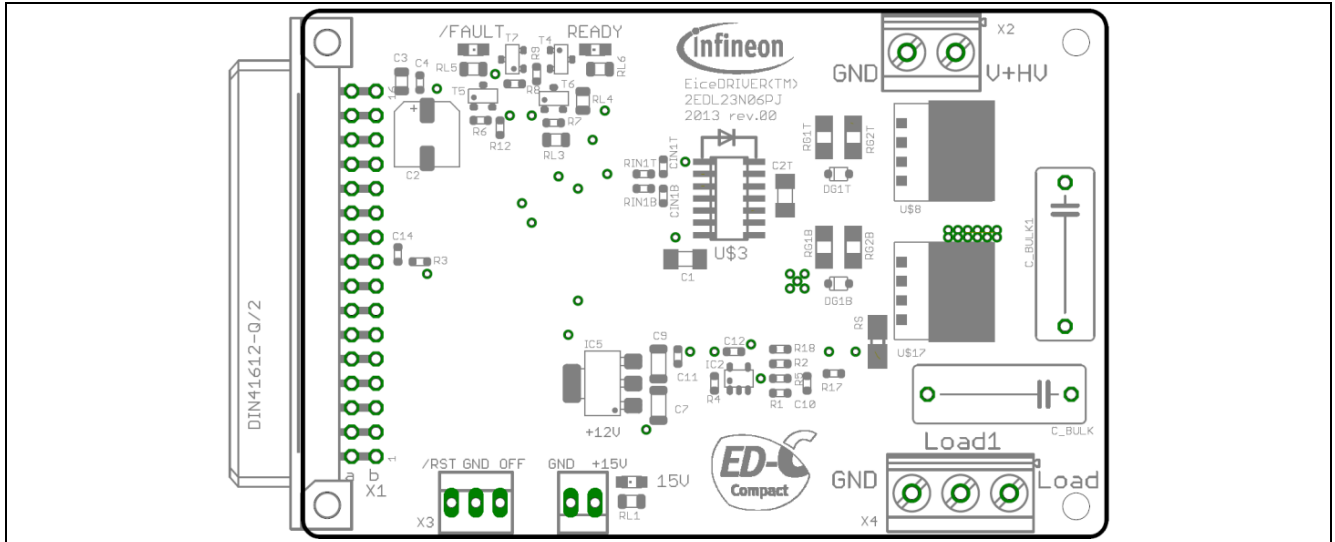 /FAULT
T7
T4
READY
C3
C4
RL5
R9
RL6
R8
T5
T6
RL4
R6
R7
R12
RL3
C2
16
infineon
EiceDRIVER(TM)
2EDL23N06PJ
2013 rev.00
X2
GND
V+HV
RG1T
RG2T
DG1T
U$8
RIN1T
CIN1T
RIN1B
CIN1B
C2T
U$3
C1
RG1B
RG2B
DG1B
U$17
C_BULK1
C14
R3
DIN41612-Q/2
RS
IC5
C9
C11
C7
+12V
C12
IC2
R4
R18
R2
R5
R1
C10
R17
C_BULK
ED-C
Compact
Load1
GND
Load
X4
a b
1
X1
/RST GND OFF
X3
GND +15V
15V
RL1